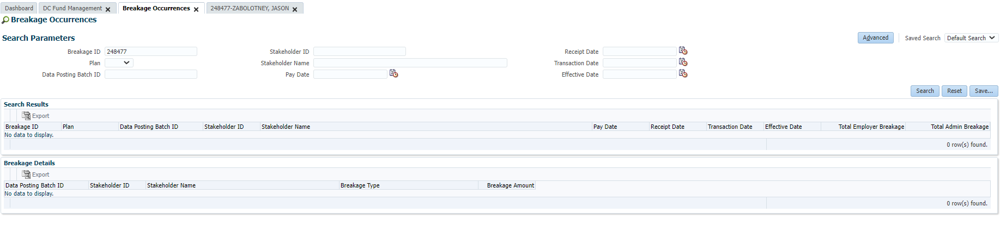 Dashboard DC Fund Management Breakage Occurrences 248477-ZABOLOTNEY, JASON
Breakage Occurrences
Search Parameters Advanced Saved Search Default Search
Breakage ID 248477 Stakeholder ID Receipt Date
Plan Stakeholder Name Transaction Date
Data Posting Batch ID Pay Date Effective Date
Search Reset Save...
Search Results
Export
Breakage ID Plan Data Posting Batch ID Stakeholder ID Stakeholder Name Pay Date Receipt Date Transaction Date Effective Date Total Employer Breakage Total Admin Breakage
No data to display.
0 row(s) found.
Breakage Details
Export
Data Posting Batch ID Stakeholder ID Stakeholder Name Breakage Type Breakage Amount
No data to display.
0 row(s) found.